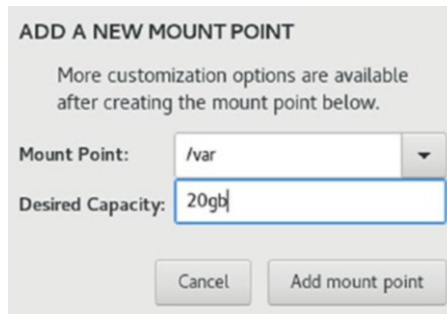 ADD A NEW MOUNT POINT
More customization options are available
after creating the mount point below.
Mount Point: /var
Desired Capacity: 20gb
Cancel Add mount point